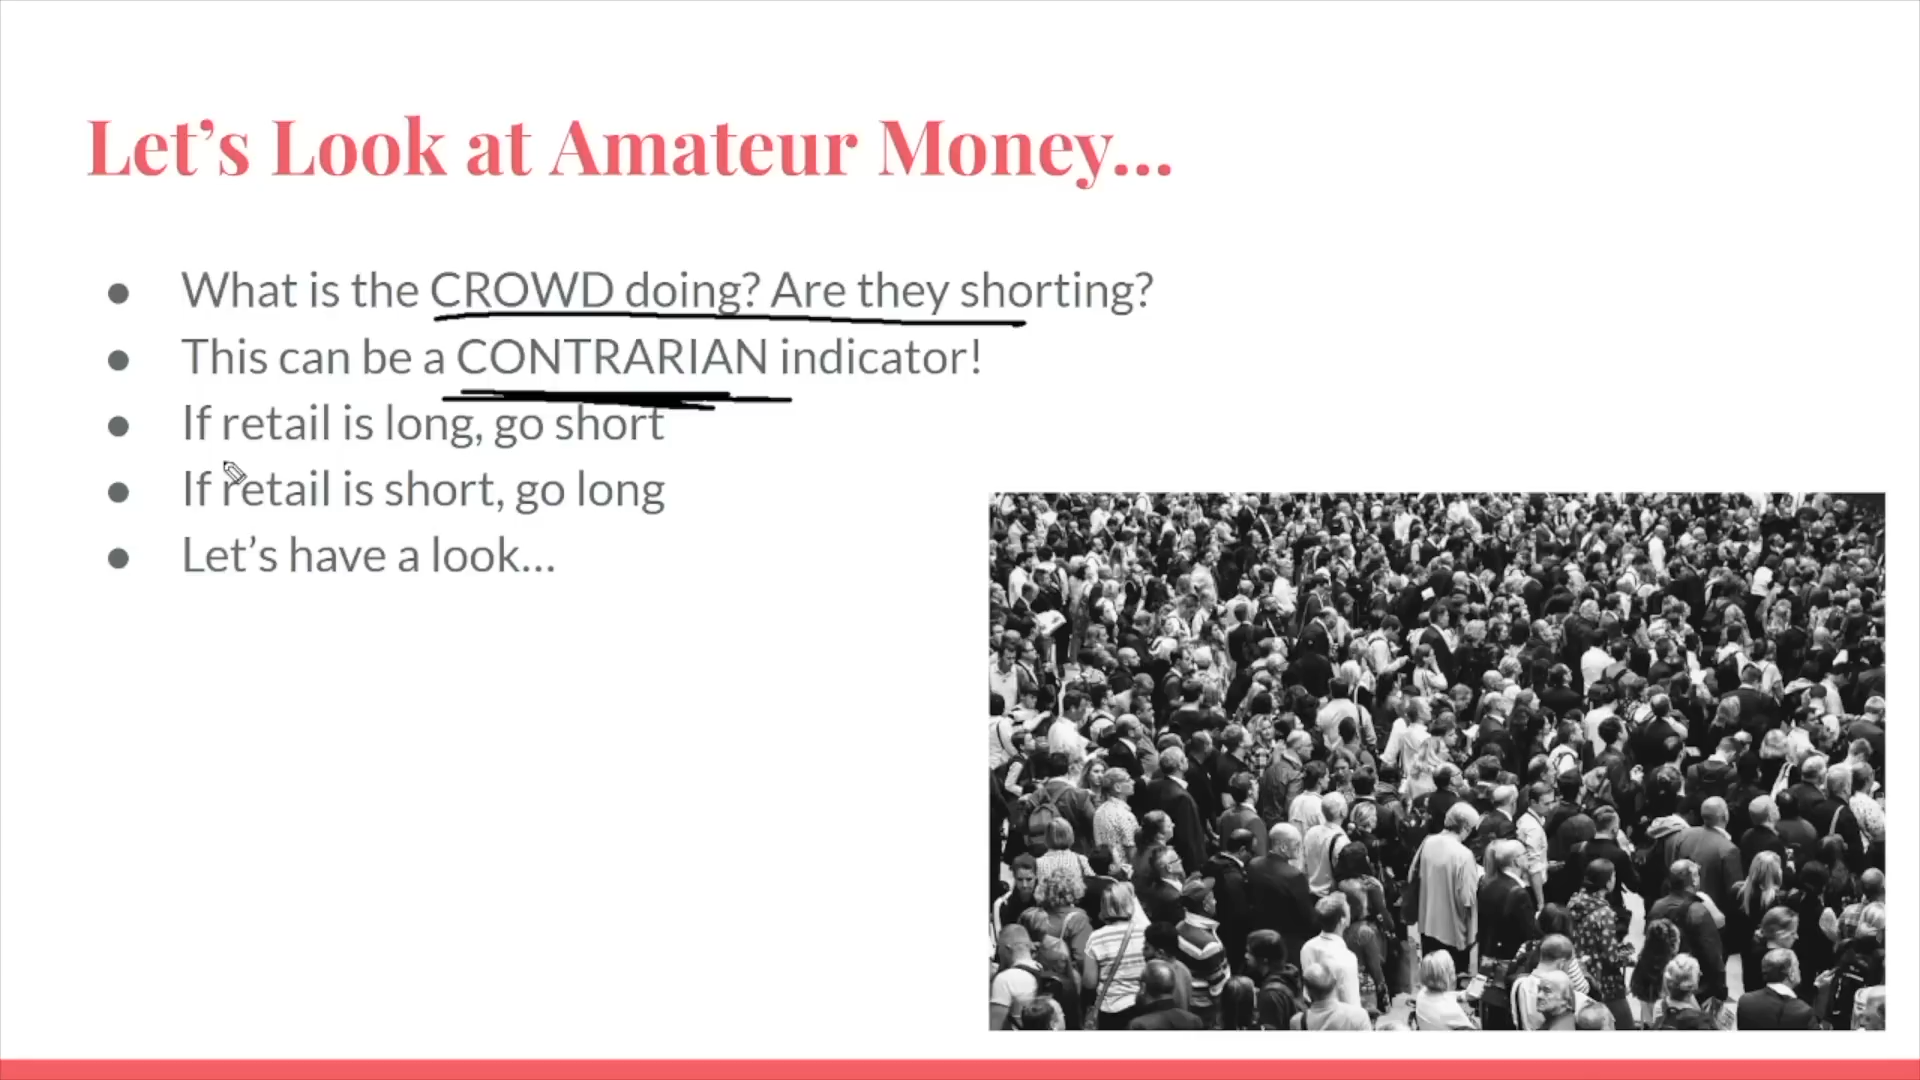 Let’s Look at Amateur Money...
What is the CROWD doing? Are they shorting?
This can be a CONTRARIAN indicator!
If retail is long, go short
If retail is short, go long
Let’s have a look...